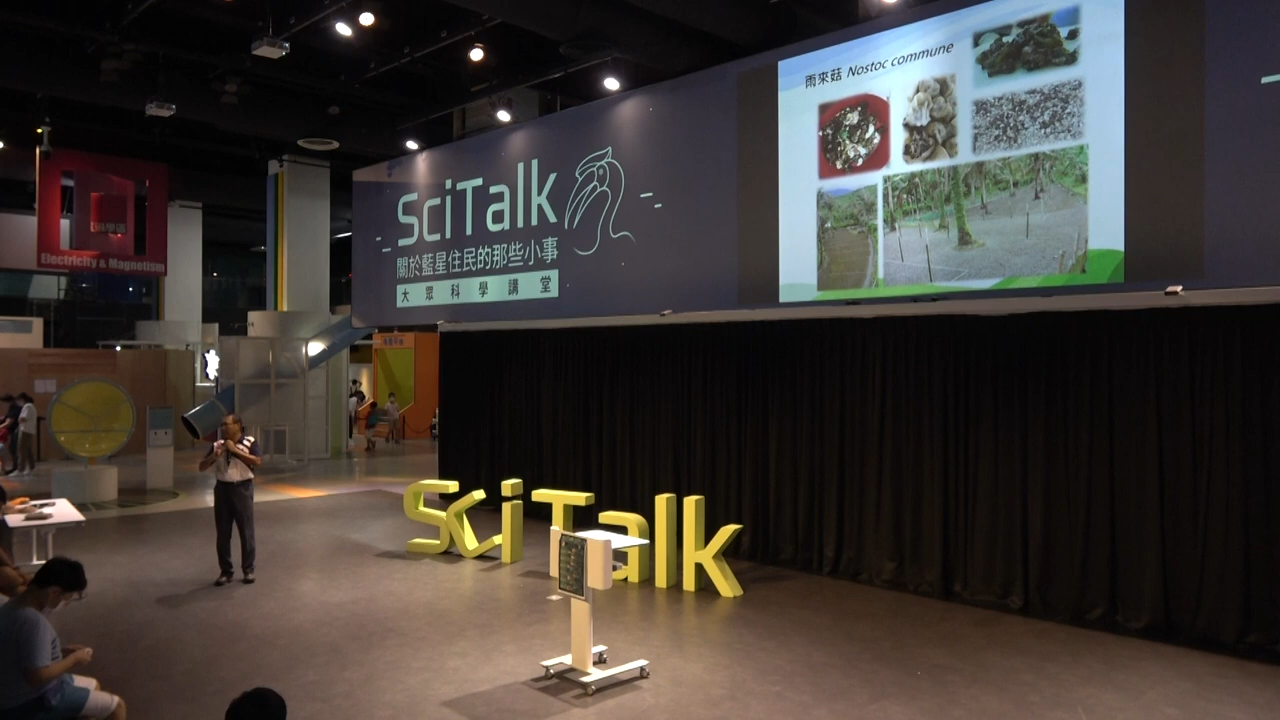 雨來菇 Nostoc commune
SciTalk
關於藍星住民的那些小事
大眾科學講堂
Electricity & Magnetism
SciTalk